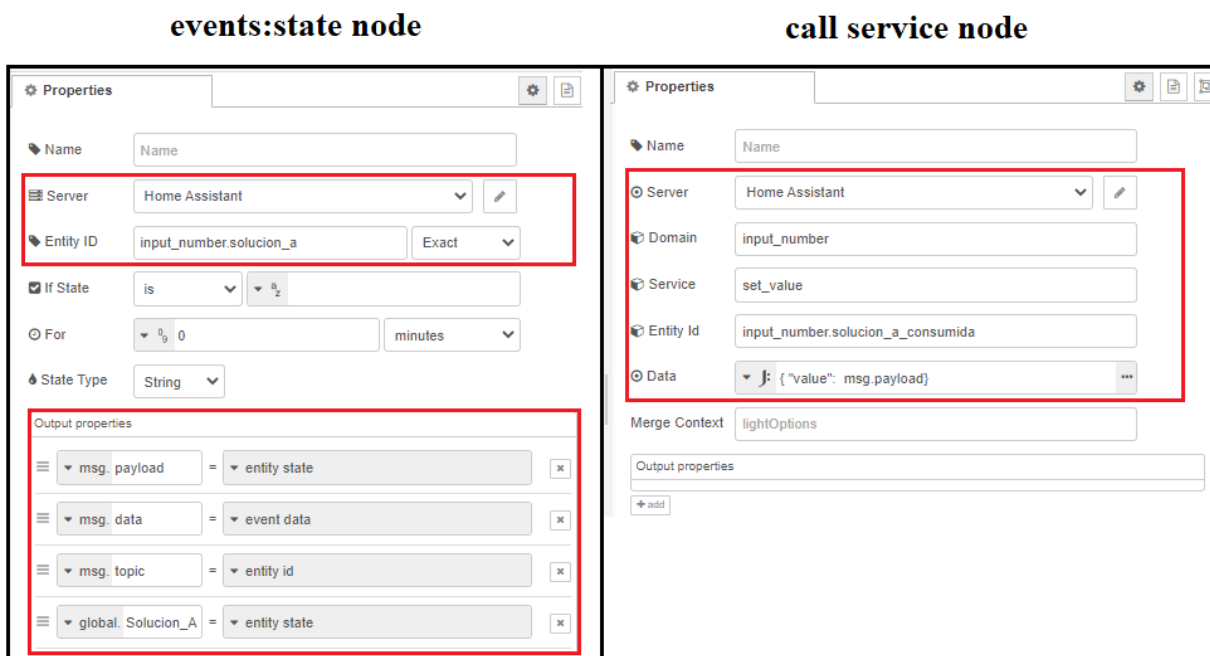 events:state node
call service node
Properties
Name
Name
Server
Home Assistant
Entity ID
input_number.solucion_a
Exact
If State
is
a
z
For
0
9
0
minutes
State Type
String
Output properties
msg. payload
=
entity state
msg. data
=
event data
msg. topic
=
entity id
global. Solucion_A
=
entity state
Properties
Name
Name
Server
Home Assistant
Domain
input_number
Service
set_value
Entity Id
input_number.solucion_a_consumida
Data
J: { "value": msg.payload}
Merge Context
lightOptions
Output properties
+ add